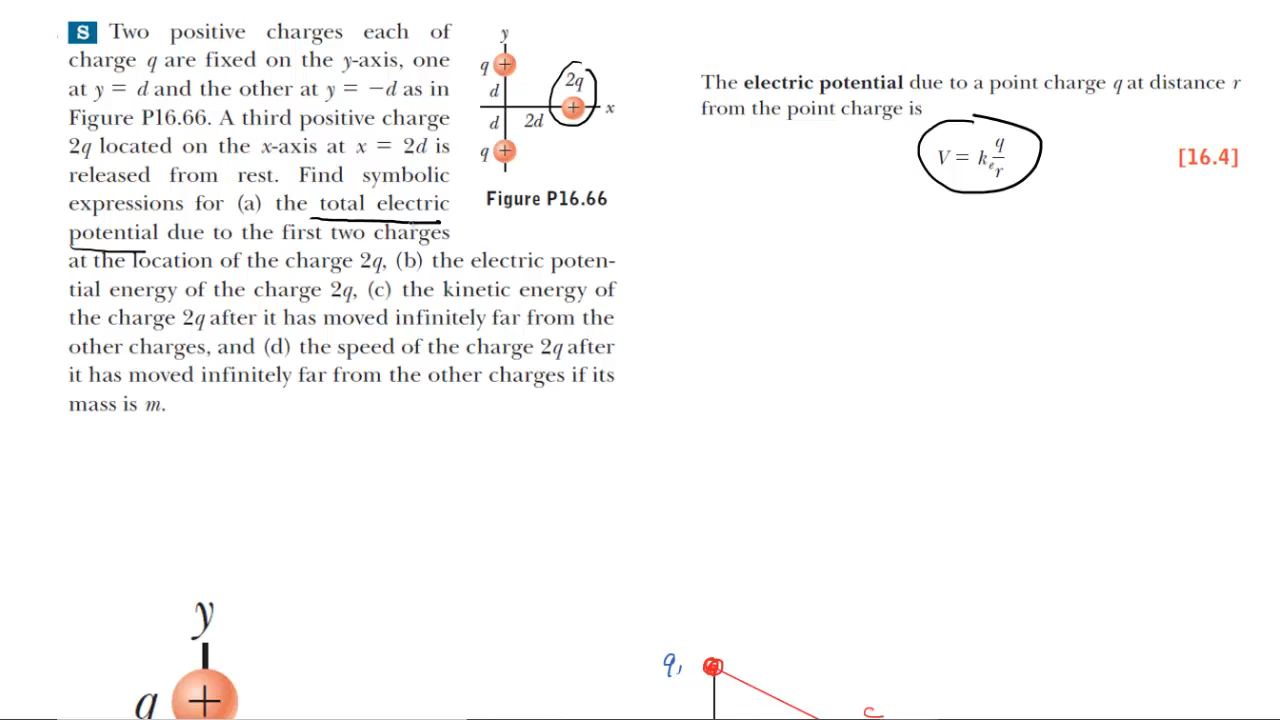 S Two positive charges each of
charge q are fixed on the y-axis, one
at y = d and the other at y = −d as in
Figure P16.66. A third positive charge
2q located on the x-axis at x = 2d is
released from rest. Find symbolic
expressions for (a) the total electric
potential due to the first two charges
at the location of the charge 2q, (b) the electric poten-
tial energy of the charge 2q, (c) the kinetic energy of
the charge 2q after it has moved infinitely far from the
other charges, and (d) the speed of the charge 2q after
it has moved infinitely far from the other charges if its
mass is m.
y
q +
2q
d
+ x
d 2d
q +
Figure P16.66
The electric potential due to a point charge q at distance r
from the point charge is
V = kₑ q/r [16.4]
y
q +
q₁